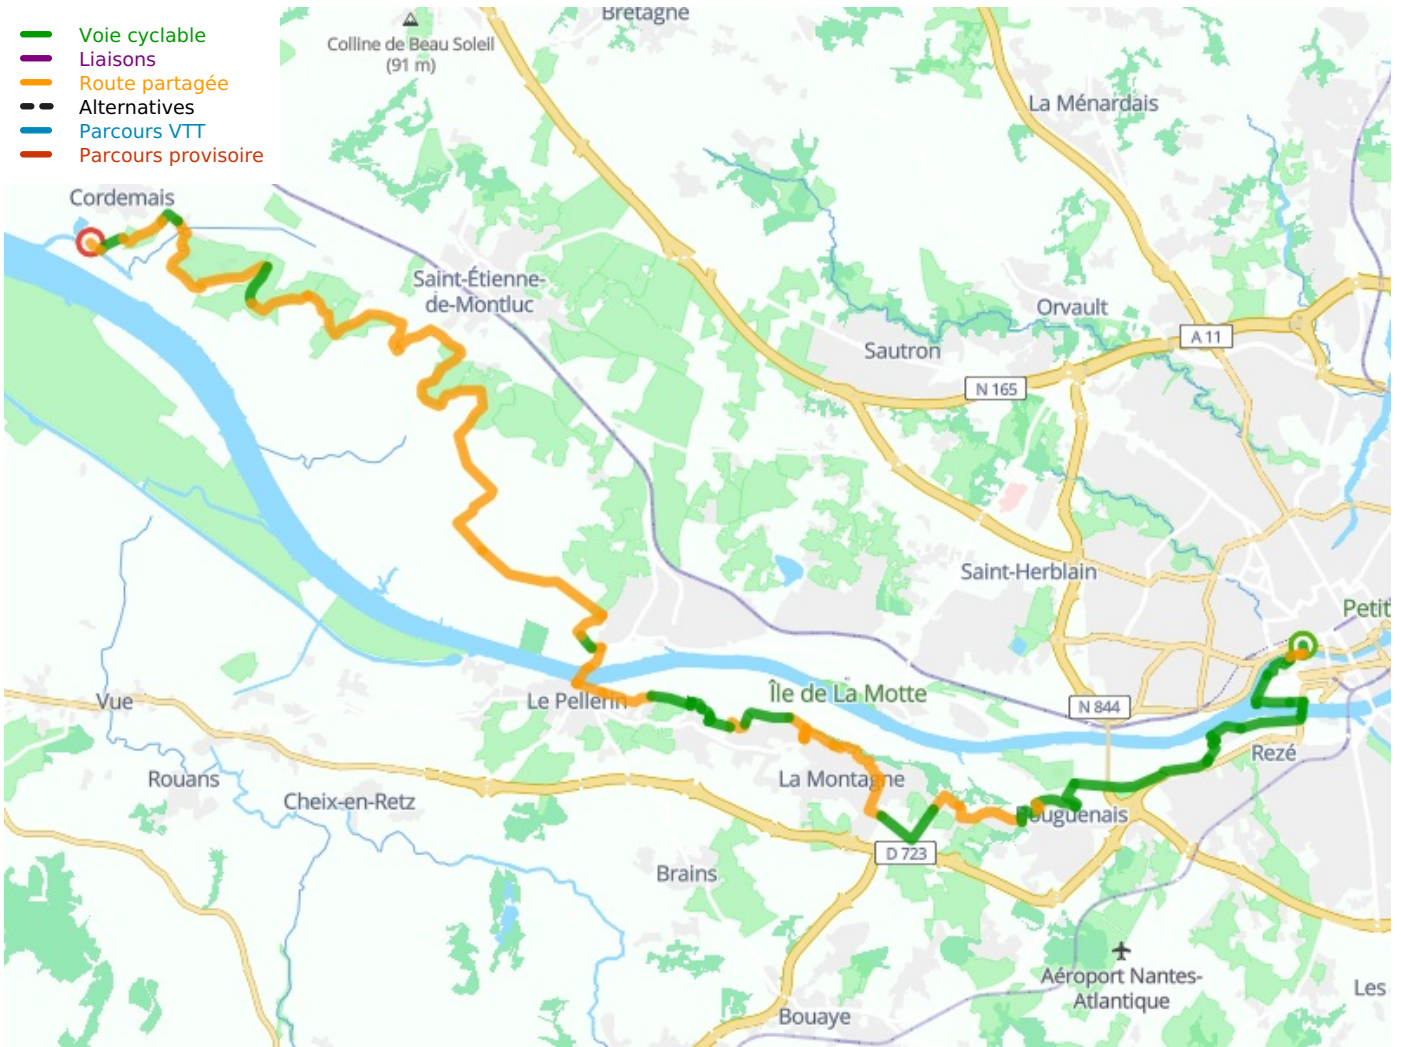 Voie cyclable
Liaisons
Route partagée
Alternatives
Parcours VTT
Parcours provisoire
Bretagne
Colline de Beau Soleil
(91 m)
La Ménardais
Cordemais
Saint-Étienne-
de-Montluc
Orvault
A 11
Sautron
N 165
Saint-Herblain
Petit
Le Pellerin
Île de La Motte
N 844
Vue
Rezé
Rouans
La Montagne
Cheix-en-Retz
Bouguenais
D 723
Brains
Aéroport Nantes-
Atlantique
Les
Bouaye